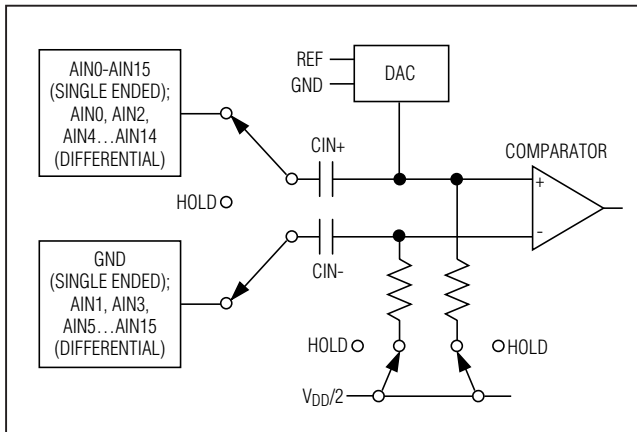 AIN0-AIN15
(SINGLE ENDED);
AIN0, AIN2,
AIN4...AIN14
(DIFFERENTIAL)
REF
GND
DAC
CIN+
COMPARATOR
+
-
HOLD
GND
(SINGLE ENDED);
AIN1, AIN3,
AIN5...AIN15
(DIFFERENTIAL)
CIN-
HOLD
HOLD
VDD/2